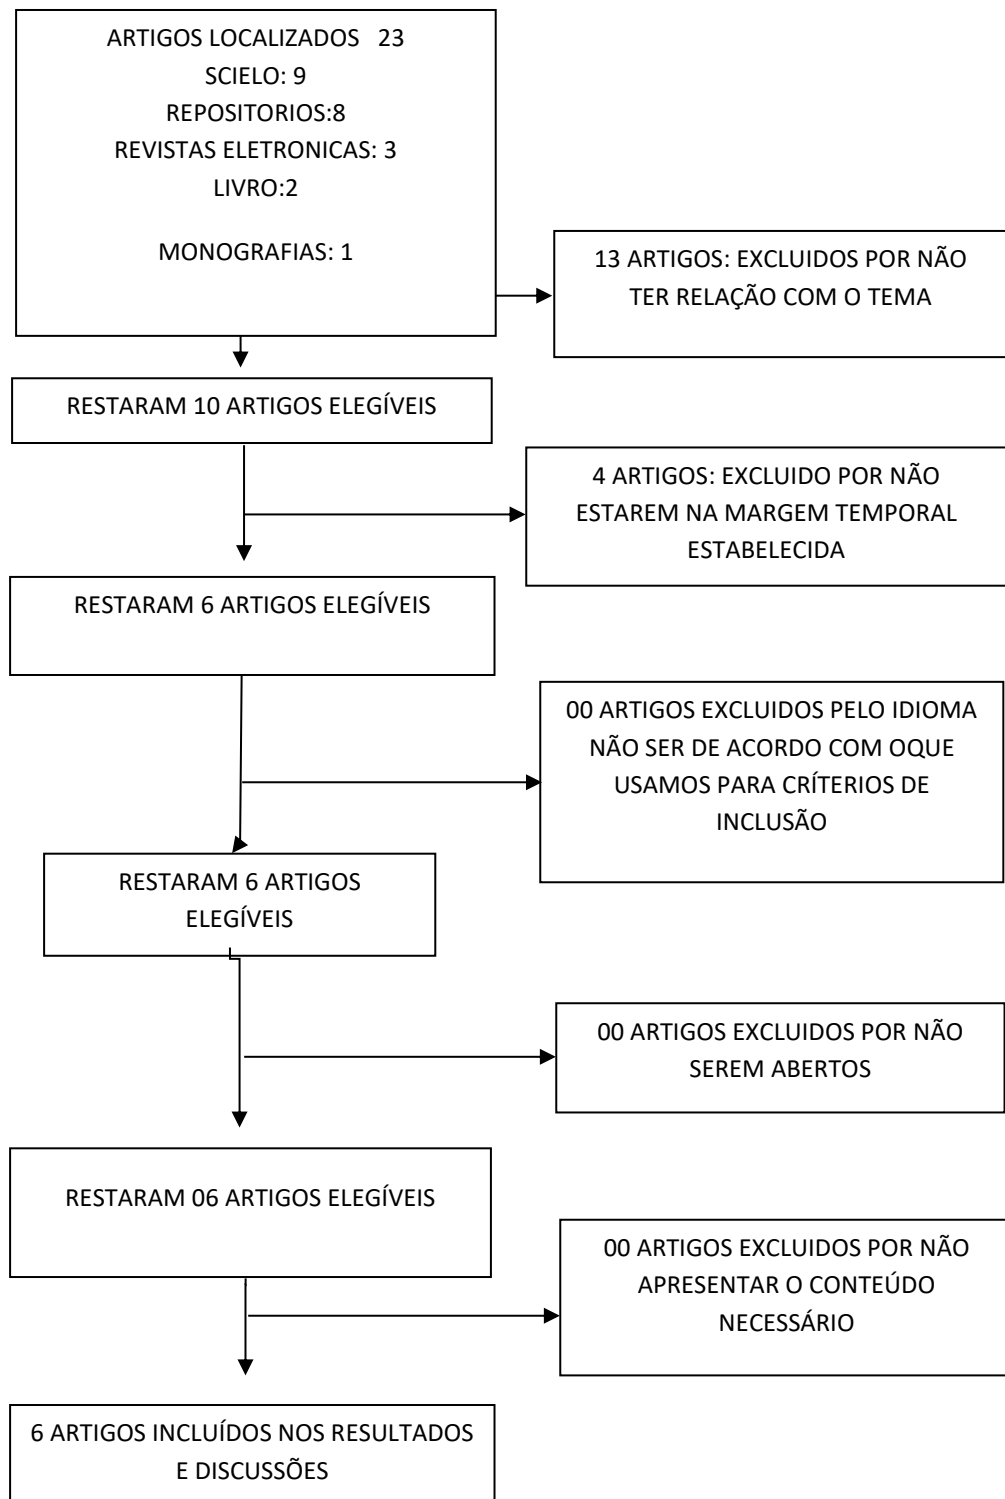 ARTIGOS LOCALIZADOS 23
SCIELO: 9
REPOSITORIOS:8
REVISTAS ELETRONICAS: 3
LIVRO:2
MONOGRAFIAS: 1
13 ARTIGOS: EXCLUIDOS POR NÃO
TER RELAÇÃO COM O TEMA
RESTARAM 10 ARTIGOS ELEGÍVEIS
4 ARTIGOS: EXCLUIDO POR NÃO
ESTAREM NA MARGEM TEMPORAL
ESTABELECIDA
RESTARAM 6 ARTIGOS ELEGÍVEIS
00 ARTIGOS EXCLUIDOS PELO IDIOMA
NÃO SER DE ACORDO COM OQUE
USAMOS PARA CRÍTERIOS DE
INCLUSÃO
RESTARAM 6 ARTIGOS
ELEGÍVEIS
00 ARTIGOS EXCLUIDOS POR NÃO
SEREM ABERTOS
RESTARAM 06 ARTIGOS ELEGÍVEIS
00 ARTIGOS EXCLUIDOS POR NÃO
APRESENTAR O CONTEÚDO
NECESSÁRIO
6 ARTIGOS INCLUÍDOS NOS RESULTADOS
E DISCUSSÕES